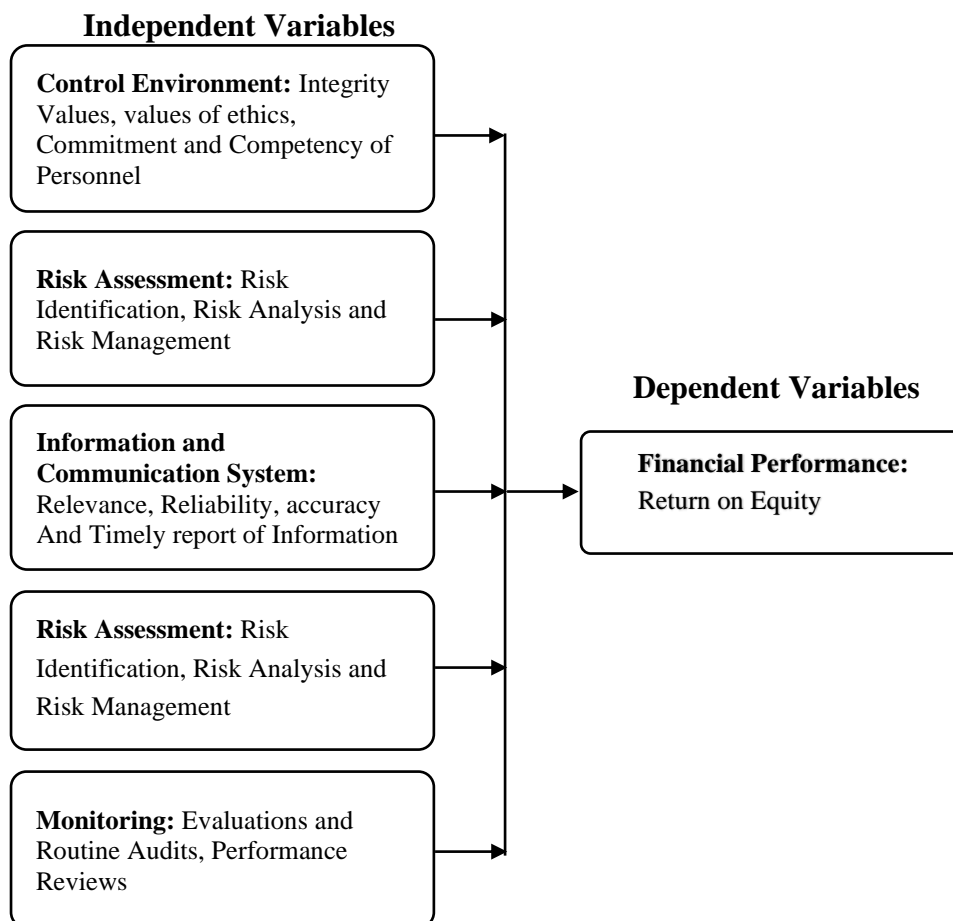 Independent Variables
Control Environment: Integrity
Values, values of ethics,
Commitment and Competency of
Personnel
Risk Assessment: Risk
Identification, Risk Analysis and
Risk Management
Information and
Communication System:
Relevance, Reliability, accuracy
And Timely report of Information
Risk Assessment: Risk
Identification, Risk Analysis and
Risk Management
Monitoring: Evaluations and
Routine Audits, Performance
Reviews
Dependent Variables
Financial Performance:
Return on Equity